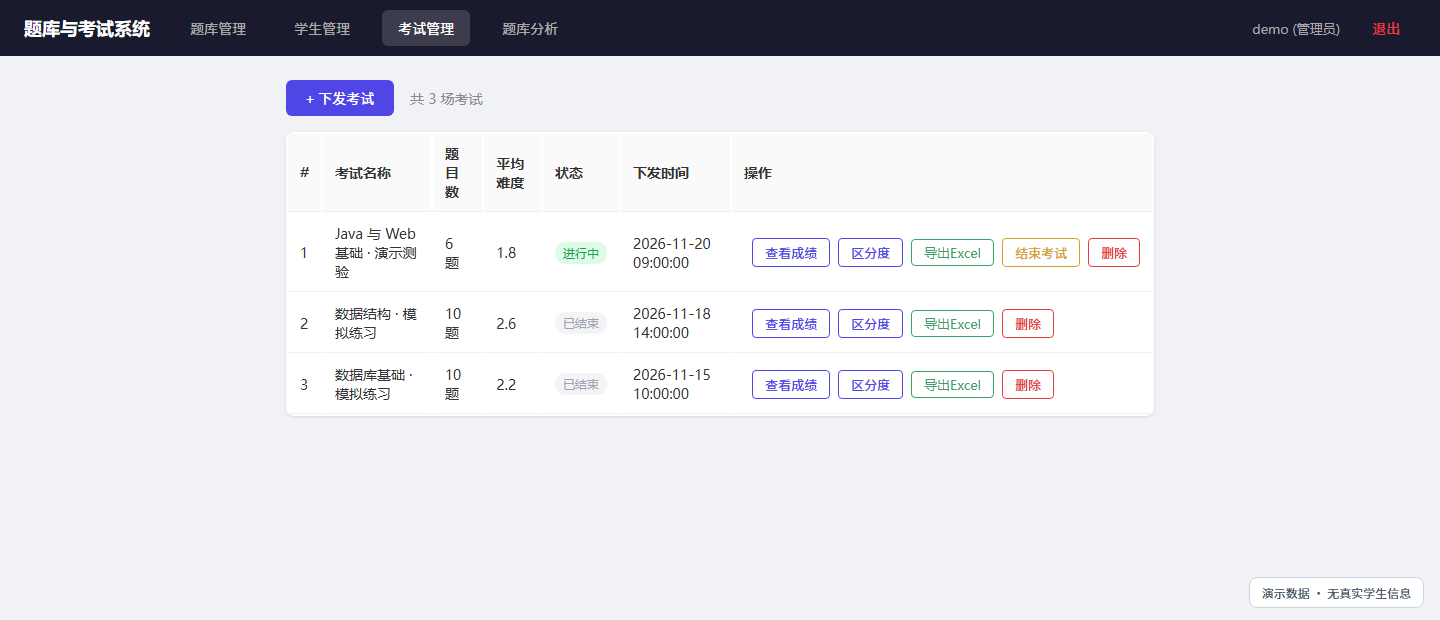 题库与考试系统 题库管理 学生管理 考试管理 题库分析 demo (管理员) 退出
+ 下发考试 共 3 场考试
# 考试名称 题目数 平均难度 状态 下发时间 操作
1 Java 与 Web 基础 · 演示测验 6 题 1.8 进行中 2026-11-20 09:00:00 查看成绩 区分度 导出Excel 结束考试 删除
2 数据结构 · 模拟练习 10 题 2.6 已结束 2026-11-18 14:00:00 查看成绩 区分度 导出Excel 删除
3 数据库基础 · 模拟练习 10 题 2.2 已结束 2026-11-15 10:00:00 查看成绩 区分度 导出Excel 删除
演示数据 · 无真实学生信息